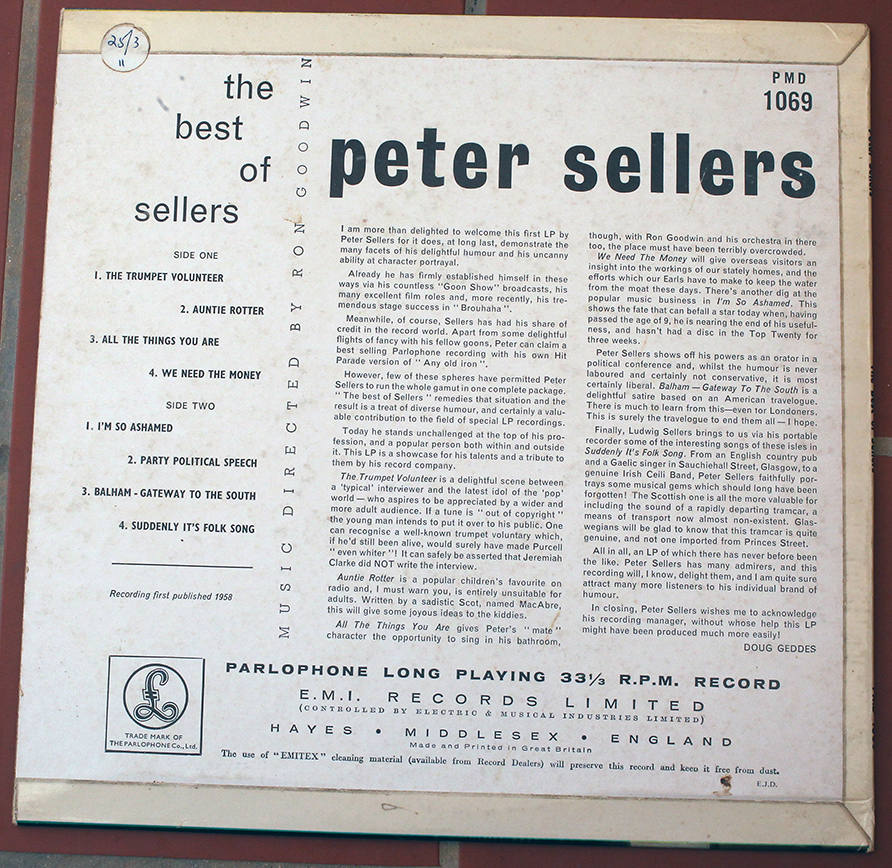 25/3
11
the
best
of
sellers
SIDE ONE
1. THE TRUMPET VOLUNTEER
2. AUNTIE ROTTER
3. ALL THE THINGS YOU ARE
4. WE NEED THE MONEY
SIDE TWO
1. I'M SO ASHAMED
2. PARTY POLITICAL SPEECH
3. BALHAM - GATEWAY TO THE SOUTH
4. SUDDENLY IT'S FOLK SONG
Recording first published 1958
MUSIC DIRECTED BY RON GOODWIN
PMD
1069
peter sellers
I am more than delighted to welcome this first LP by
Peter Sellers for it does, at long last, demonstrate the
many facets of his delightful humour and his uncanny
ability at character portrayal.
Already he has firmly established himself in these
ways via his countless "Goon Show" broadcasts, his
many excellent film roles and, more recently, his tre-
mendous stage success in "Brouhaha".
Meanwhile, of course, Sellers has had his share of
credit in the record world. Apart from some delightful
flights of fancy with his fellow goons, Peter can claim a
best selling Parlophone recording with his own Hit
Parade version of "Any old iron".
However, few of these spheres have permitted Peter
Sellers to run the whole gamut in one complete package.
"The best of Sellers" remedies that situation and the
result is a treat of diverse humour, and certainly a valu-
able contribution to the field of special LP recordings.
Today he stands unchallenged at the top of his pro-
fession, and a popular person both within and outside
it. This LP is a showcase for his talents and a tribute to
them by his record company.
The Trumpet Volunteer is a delightful scene between
a 'typical' interviewer and the latest idol of the 'pop'
world — who aspires to be appreciated by a wider and
more adult audience. If a tune is "out of copyright"
the young man intends to put it over to his public. One
can recognise a well-known trumpet voluntary which,
if he'd still been alive, would surely have made Purcell
"even whiter"! It can safely be asserted that Jeremiah
Clarke did NOT write the interview.
Auntie Rotter is a popular children's favourite on
radio and, I must warn you, is entirely unsuitable for
adults. Written by a sadistic Scot, named MacAbre,
this will give some joyous ideas to the kiddies.
All The Things You Are gives Peter's "mate"
character the opportunity to sing in his bathroom,
though, with Ron Goodwin and his orchestra in there
too, the place must have been terribly overcrowded.
We Need The Money will give overseas visitors an
insight into the workings of our stately homes, and the
efforts which our Earls have to make to keep the water
from the moat these days. There's another dig at the
popular music business in I'm So Ashamed. This
shows the fate that can befall a star today when, having
passed the age of 9, he is nearing the end of his useful-
ness, and hasn't had a disc in the Top Twenty for
three weeks.
Peter Sellers shows off his powers as an orator in a
political conference and, whilst the humour is never
laboured and certainly not conservative, it is most
certainly liberal. Balham — Gateway To The South is a
delightful satire based on an American travelogue.
There is much to learn from this—even for Londoners.
This is surely the travelogue to end them all — I hope.
Finally, Ludwig Sellers brings to us via his portable
recorder some of the interesting songs of these isles in
Suddenly It's Folk Song. From an English country pub
and a Gaelic singer in Sauchiehall Street, Glasgow, to a
genuine Irish Ceili Band, Peter Sellers faithfully por-
trays some musical gems which should long have been
forgotten! The Scottish one is all the more valuable for
including the sound of a rapidly departing tramcar, a
means of transport now almost non-existent. Glas-
wegians will be glad to know that this tramcar is quite
genuine, and not one imported from Princes Street.
All in all, an LP of which there has never before been
the like. Peter Sellers has many admirers, and this
recording will, I know, delight them, and I am quite sure
attract many more listeners to his individual brand of
humour.
In closing, Peter Sellers wishes me to acknowledge
his recording manager, without whose help this LP
might have been produced much more easily!
DOUG GEDDES
£
TRADE MARK OF
THE PARLOPHONE Co., Ltd.
PARLOPHONE LONG PLAYING 33⅓ R.P.M. RECORD
E.M.I. RECORDS LIMITED
(CONTROLLED BY ELECTRIC & MUSICAL INDUSTRIES LIMITED)
HAYES • MIDDLESEX • ENGLAND
Made and Printed in Great Britain
The use of "EMITEX" cleaning material (available from Record Dealers) will preserve this record and keep it free from dust.
E.J.D.